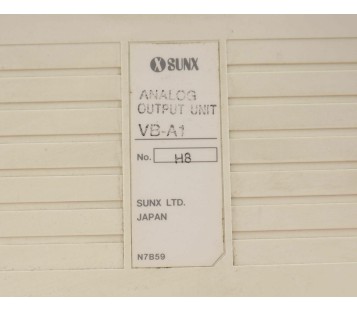 SUNX
ANALOG
OUTPUT UNIT
VB-A1
No. H8
SUNX LTD.
JAPAN
N7B59